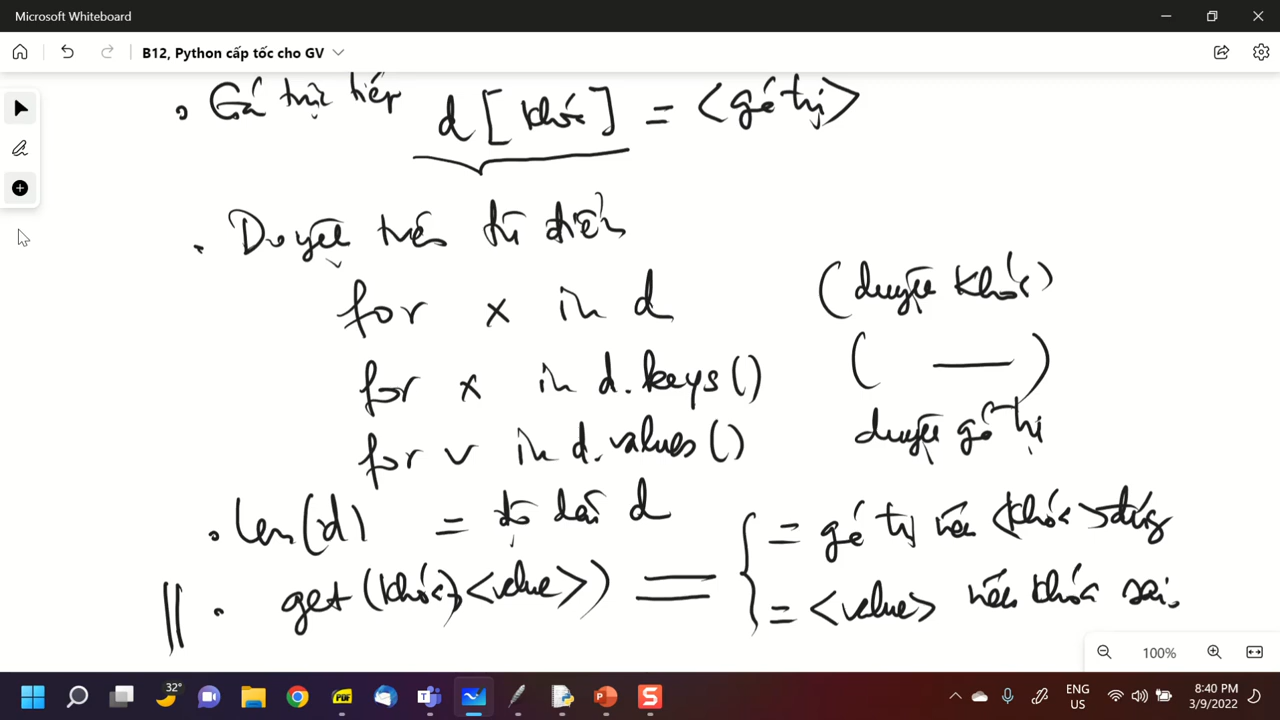 Microsoft Whiteboard
B12, Python cấp tốc cho GV
. Gá trực tiếp d[khóa] = <giá trị>
. Duyệt trên từ điển
for x in d (duyệt khóa)
for x in d.keys() ( —— )
for v in d.values() duyệt giá trị
. len(d) = độ dài d
|| . get(khóa, <value>) = { = giá trị nếu <khóa> đúng
= <value> nếu khóa sai.
100%
32°
ENG
US
8:40 PM
3/9/2022